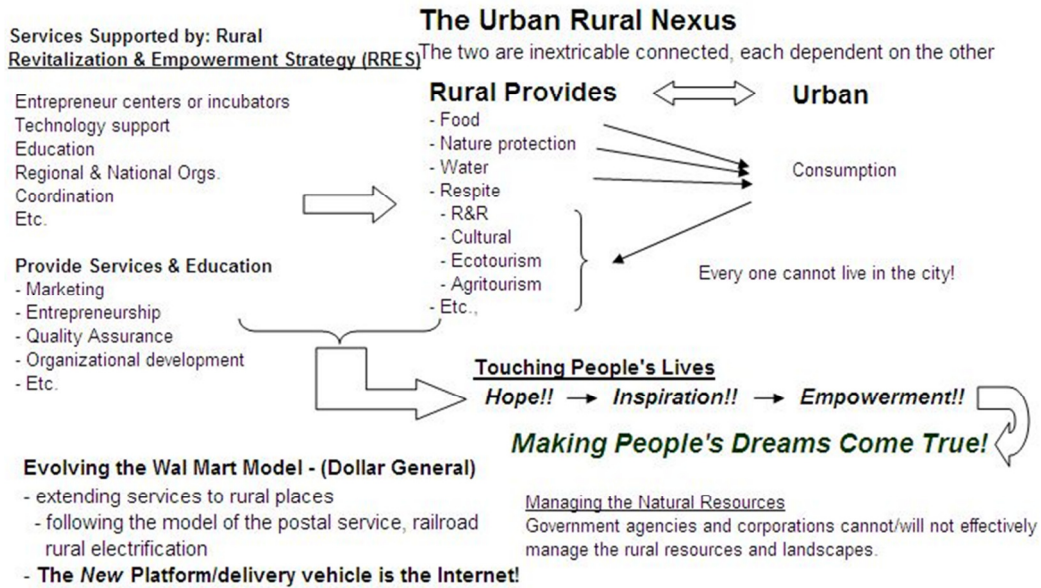 The Urban Rural Nexus
The two are inextricable connected, each dependent on the other
Services Supported by: Rural
Revitalization & Empowerment Strategy (RRES)
Entrepreneur centers or incubators
Technology support
Education
Regional & National Orgs.
Coordination
Etc.
Provide Services & Education
- Marketing
- Entrepreneurship
- Quality Assurance
- Organizational development
- Etc.
Rural Provides
- Food
- Nature protection
- Water
- Respite
- R&R
- Cultural
- Ecotourism
- Agritourism
- Etc.,
Urban
Consumption
Every one cannot live in the city!
Touching People's Lives
Hope!! → Inspiration!! → Empowerment!!
Making People's Dreams Come True!
Evolving the Wal Mart Model - (Dollar General)
- extending services to rural places
- following the model of the postal service, railroad
rural electrification
- The New Platform/delivery vehicle is the Internet!
Managing the Natural Resources
Government agencies and corporations cannot/will not effectively
manage the rural resources and landscapes.